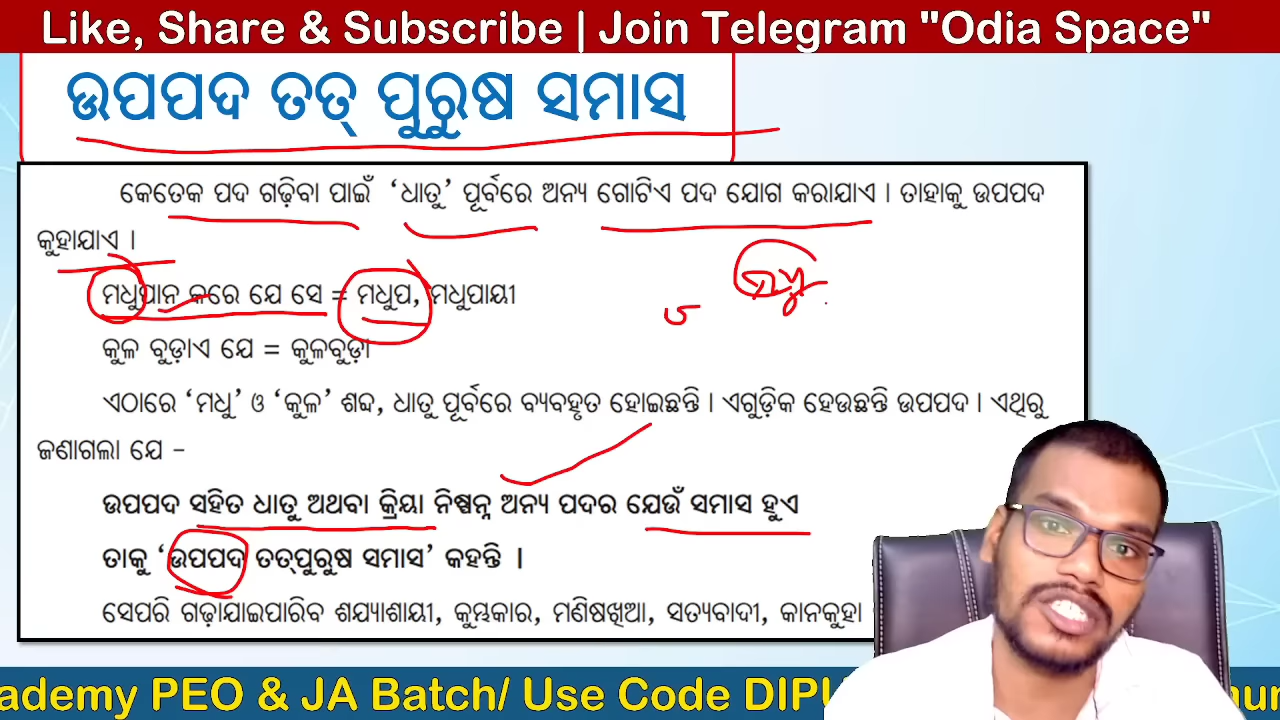 Like, Share & Subscribe | Join Telegram "Odia Space"
ଉପପଦ ତତ୍ ପୁରୁଷ ସମାସ
କେତେକ ପଦ ଗଢ଼ିବା ପାଇଁ ‘ଧାତୁ’ ପୂର୍ବରେ ଅନ୍ୟ ଗୋଟିଏ ପଦ ଯୋଗ କରାଯାଏ । ତାହାକୁ ଉପପଦ
କୁହାଯାଏ ।
ମଧୁପାନ କରେ ଯେ ସେ = ମଧୁପ, ମଧୁପାୟୀ
କୁଳ ବୁଡ଼ାଏ ଯେ = କୁଳବୁଡ଼ା
ଏଠାରେ ‘ମଧୁ’ ଓ ‘କୁଳ’ ଶବ୍ଦ, ଧାତୁ ପୂର୍ବରେ ବ୍ୟବହୃତ ହୋଇଛନ୍ତି । ଏଗୁଡ଼ିକ ହେଉଛନ୍ତି ଉପପଦ । ଏଥିରୁ
ଜଣାଗଲା ଯେ –
ଉପପଦ ସହିତ ଧାତୁ ଅଥବା କ୍ରିୟା ନିଷ୍ପନ୍ନ ଅନ୍ୟ ପଦର ଯେଉଁ ସମାସ ହୁଏ
ତାକୁ ‘ଉପପଦ ତତ୍‌ପୁରୁଷ ସମାସ’ କହନ୍ତି ।
ସେପରି ଗଢ଼ାଯାଇପାରିବ ଶଯ୍ୟାଶାୟୀ, କୁମ୍ଭକାର, ମଣିଷଖିଆ, ସତ୍ୟବାଦୀ, କାନକୁହା
ademy PEO & JA Batch/ Use Code DIPU